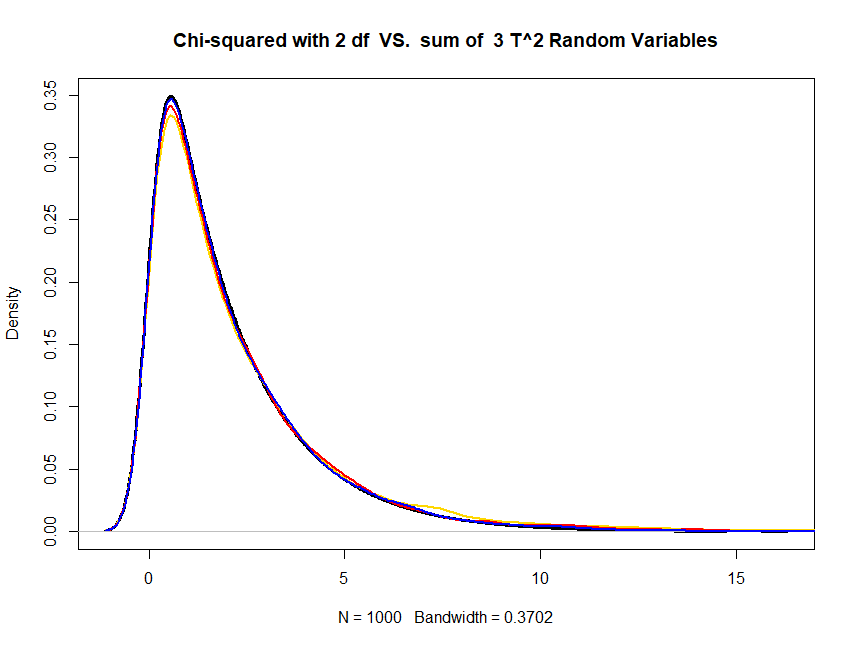 Chi-squared with 2 df  VS.  sum of  3 T^2 Random Variables
0.35
0.30
0.25
0.20
0.15
0.10
0.05
0.00
Density
0 5 10 15
N = 1000   Bandwidth = 0.3702